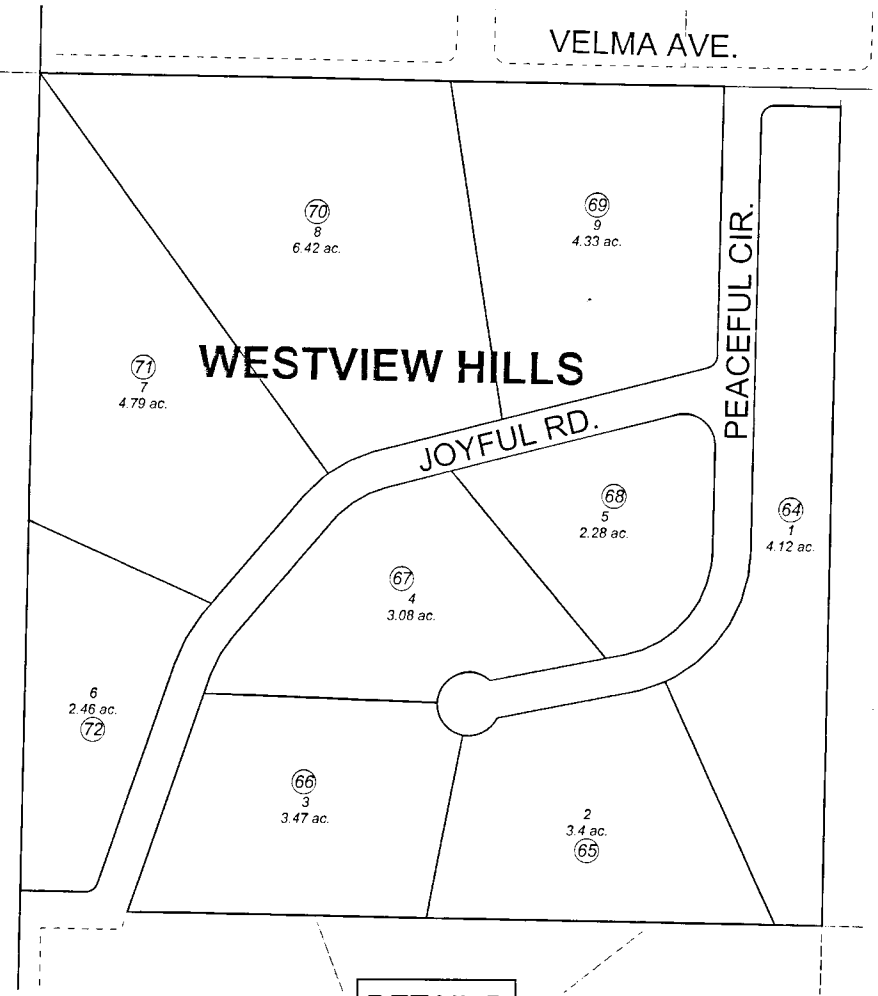 VELMA AVE.
70
8
6.42 ac.
69
9
4.33 ac.
PEACEFUL CIR.
WESTVIEW HILLS
71
7
4.79 ac.
JOYFUL RD.
68
5
2.28 ac.
64
1
4.12 ac.
67
4
3.08 ac.
6
2.46 ac.
72
66
3
3.47 ac.
2
3.4 ac.
65